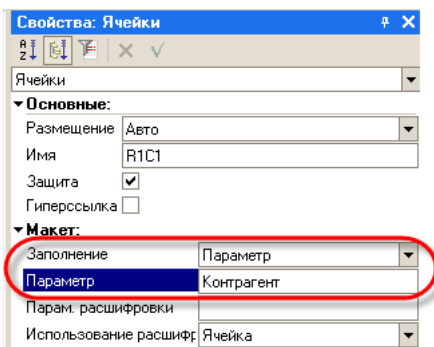 Свойства: Ячейки
Ячейки
Основные:
Размещение Авто
Имя R1C1
Защита
Гиперссылка
Макет:
Заполнение Параметр
Параметр Контрагент
Парам. расшифровки
Использование расшифр Ячейка